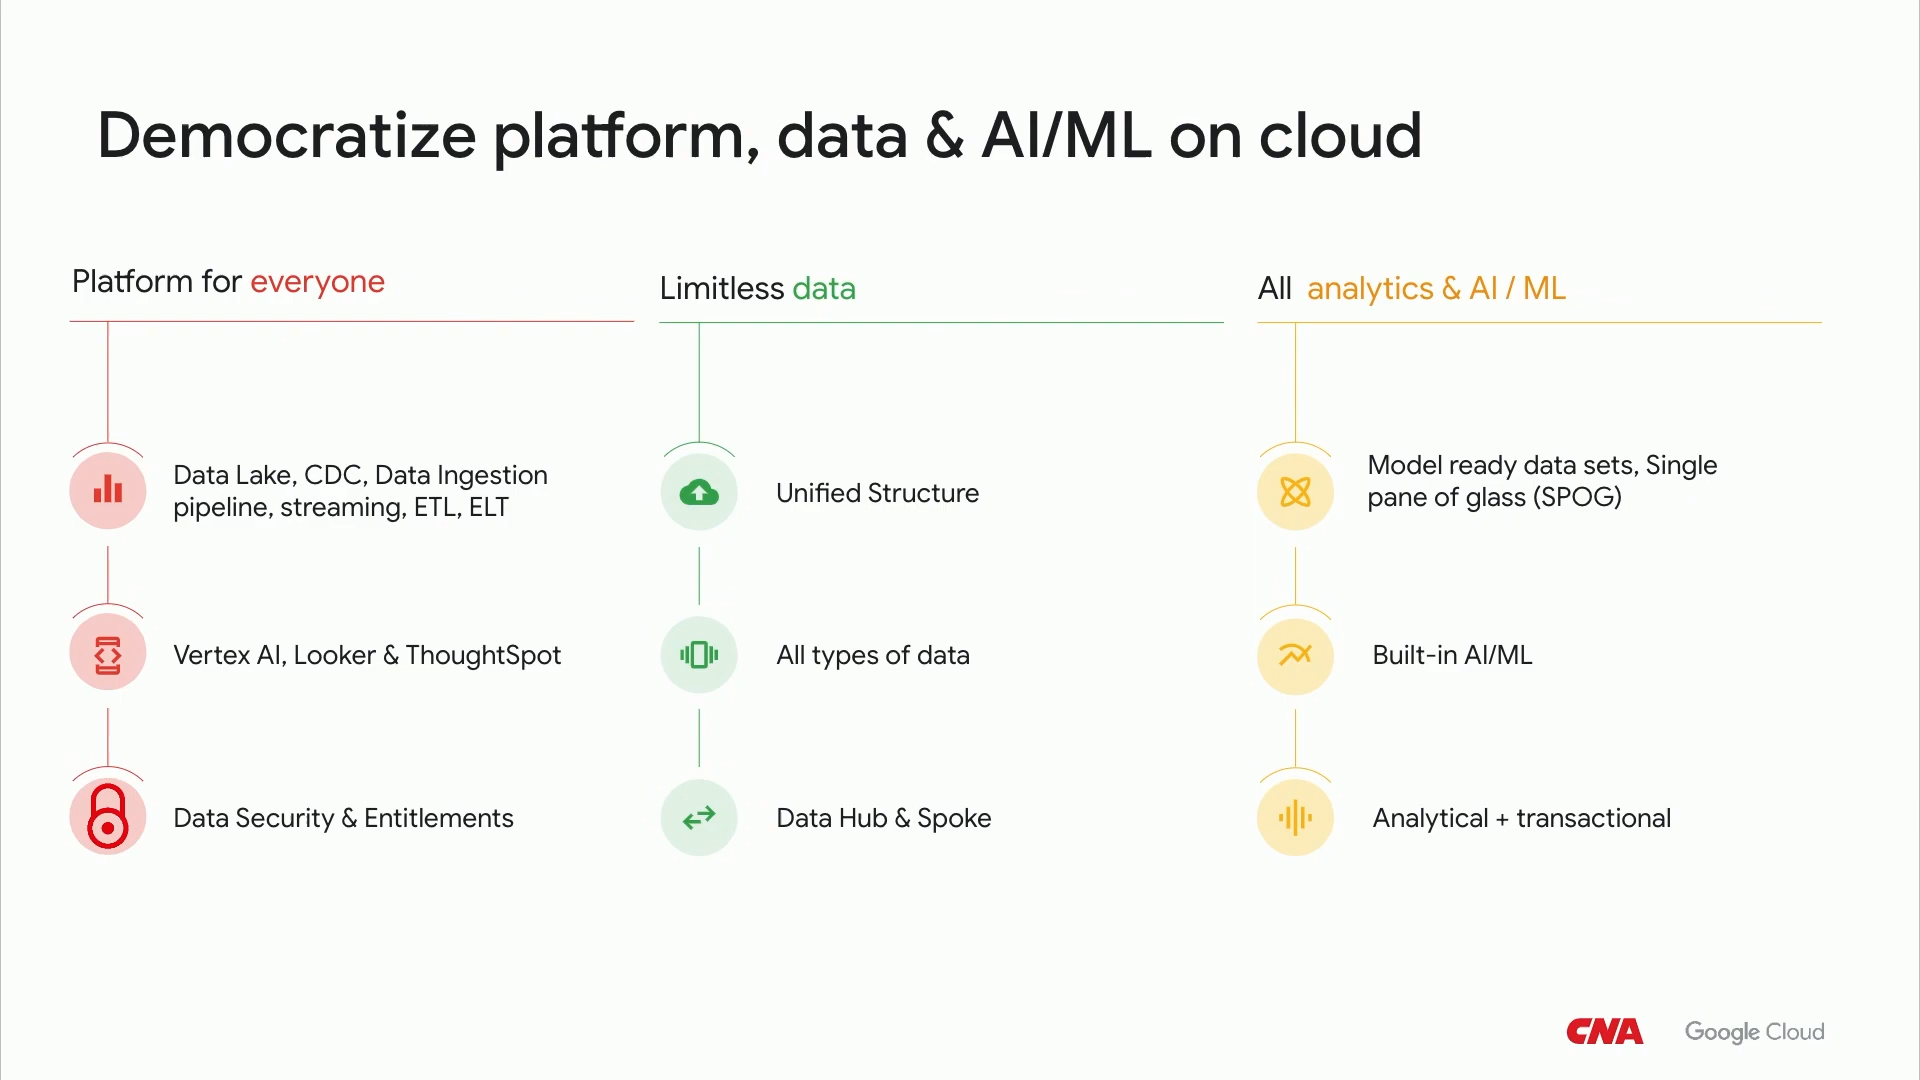 Democratize platform, data & AI/ML on cloud
Platform for everyone
Data Lake, CDC, Data Ingestion
pipeline, streaming, ETL, ELT
Vertex AI, Looker & ThoughtSpot
Data Security & Entitlements
Limitless data
Unified Structure
All types of data
Data Hub & Spoke
All analytics & AI / ML
Model ready data sets, Single
pane of glass (SPOG)
Built-in AI/ML
Analytical + transactional
CNA
Google Cloud